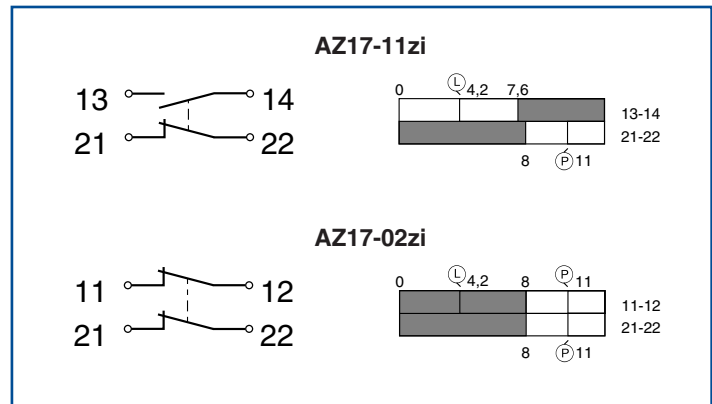 AZ17-11zi
13 14
21 22
0 L 4,2 7,6
13-14
21-22
8 P 11
AZ17-02zi
11 12
21 22
0 L 4,2 8 P 11
11-12
21-22
8 P 11